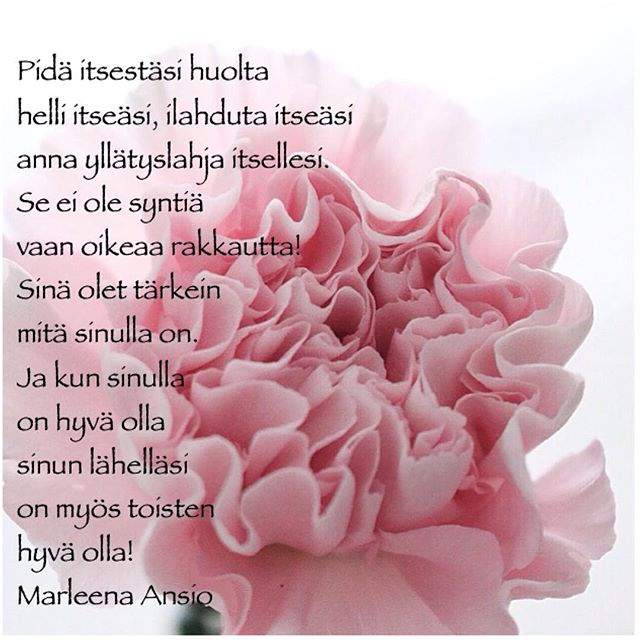 Pidä itsestäsi huolta
helli itseäsi, ilahduta itseäsi
anna yllätyslahja itsellesi.
Se ei ole syntiä
vaan oikeaa rakkautta!
Sinä olet tärkein
mitä sinulla on.
Ja kun sinulla
on hyvä olla
sinun lähelläsi
on myös toisten
hyvä olla!
Marleena Ansio